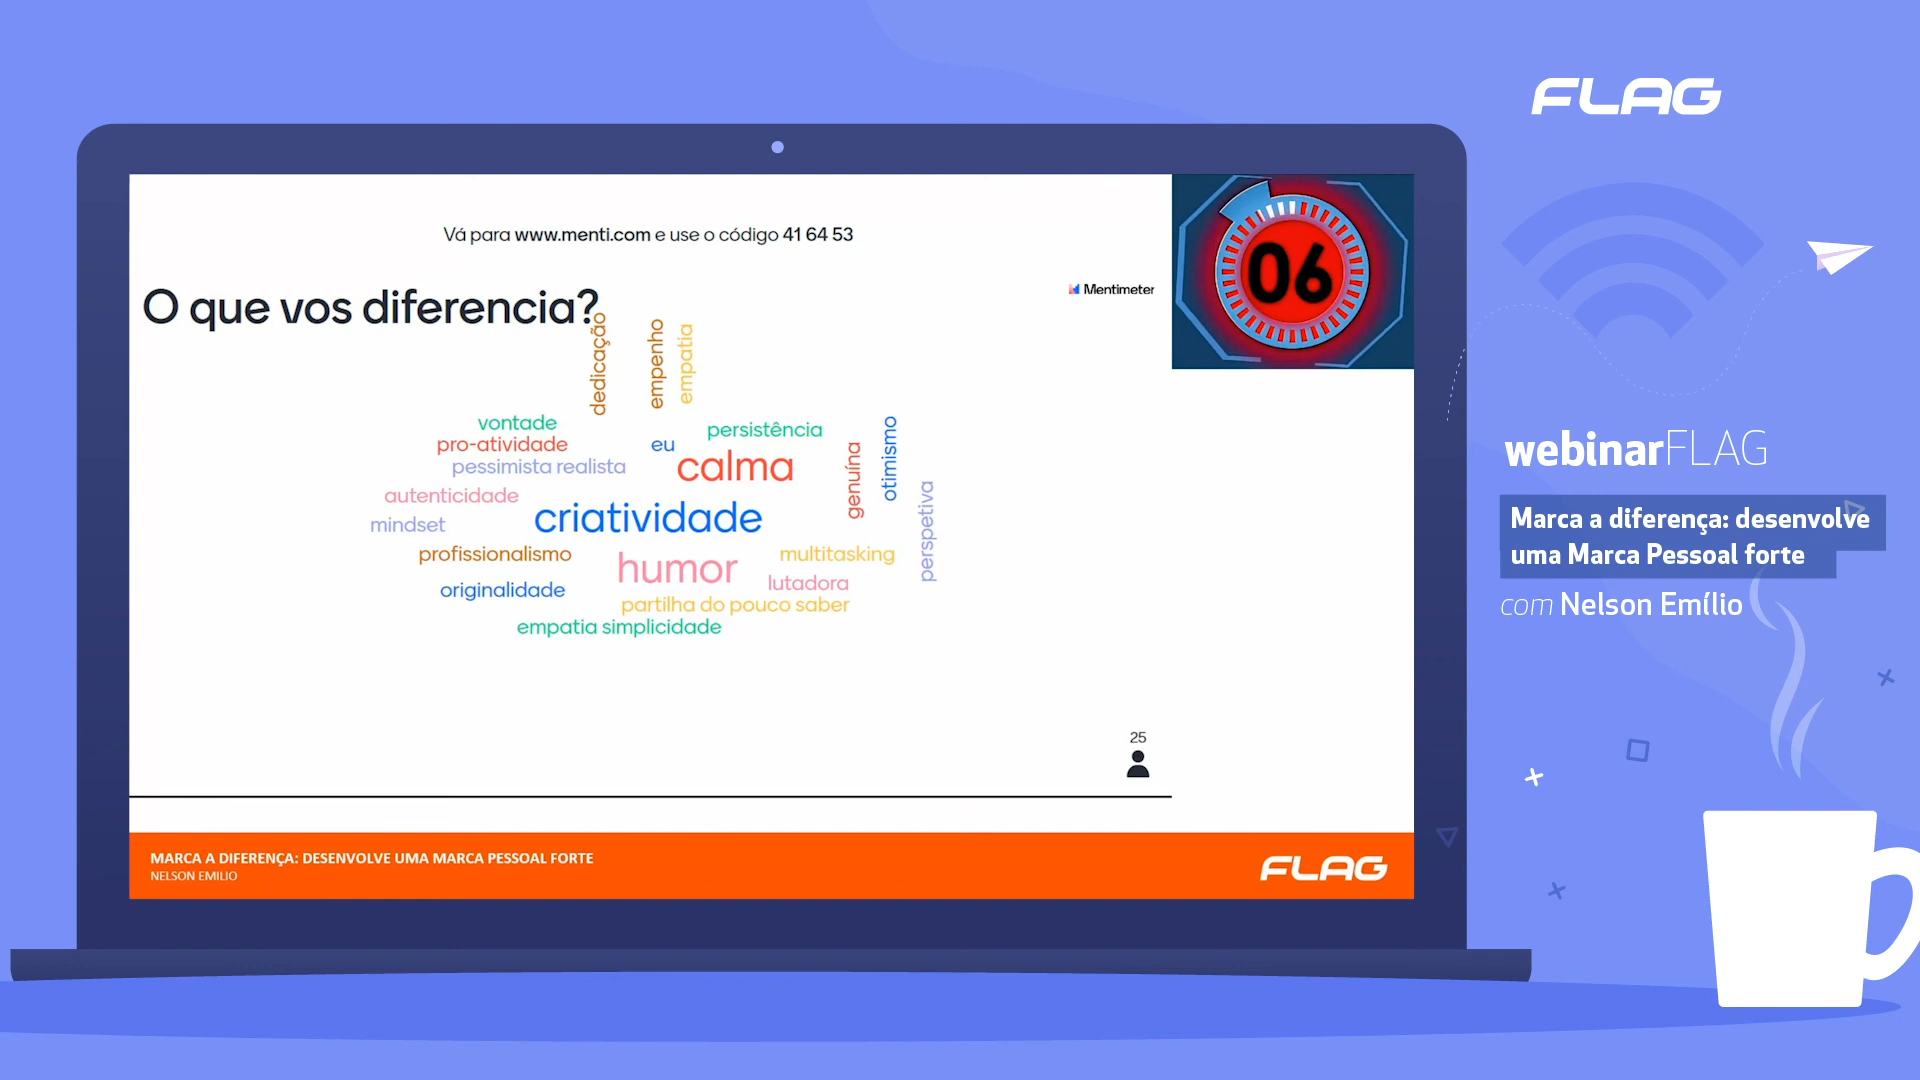 FLAG
Vá para www.menti.com e use o código 41 64 53
O que vos diferencia?
Mentimeter
06
dedicação
empenho
empatia
vontade
pro-atividade
pessimista realista
autenticidade
mindset
eu
persistência
calma
genuína
otimismo
perspetiva
criatividade
profissionalismo
humor
multitasking
lutadora
originalidade
partilha do pouco saber
empatia simplicidade
25
MARCA A DIFERENÇA: DESENVOLVE UMA MARCA PESSOAL FORTE
NELSON EMILIO
FLAG
webinarFLAG
Marca a diferença: desenvolve
uma Marca Pessoal forte
com Nelson Emílio